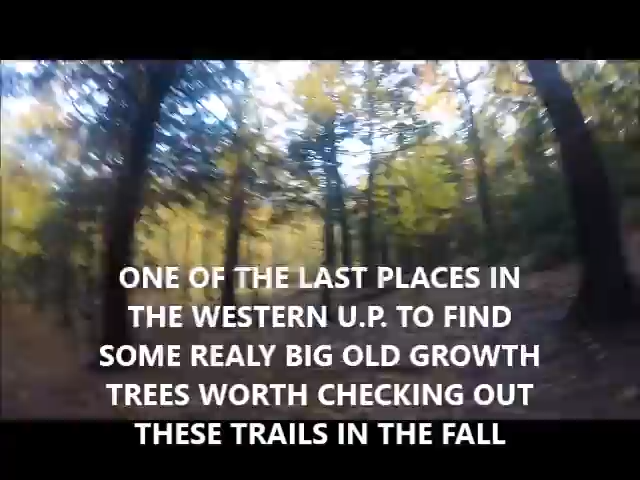 ONE OF THE LAST PLACES IN
THE WESTERN U.P. TO FIND
SOME REALY BIG OLD GROWTH
TREES WORTH CHECKING OUT
THESE TRAILS IN THE FALL